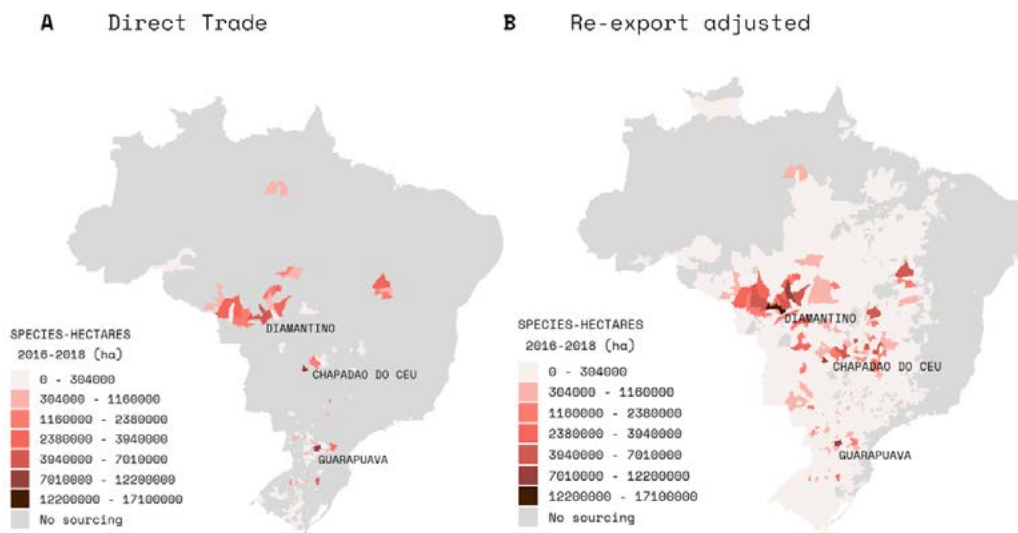 A Direct Trade
DIAMANTINO
CHAPADAO DO CEU
GUARAPUAVA
SPECIES-HECTARES
2016-2018 (ha)
0 - 304000
304000 - 1160000
1160000 - 2380000
2380000 - 3940000
3940000 - 7010000
7010000 - 12200000
12200000 - 17100000
No sourcing
B Re-export adjusted
DIAMANTINO
CHAPADAO DO CEU
GUARAPUAVA
SPECIES-HECTARES
2016-2018 (ha)
0 - 304000
304000 - 1160000
1160000 - 2380000
2380000 - 3940000
3940000 - 7010000
7010000 - 12200000
12200000 - 17100000
No sourcing